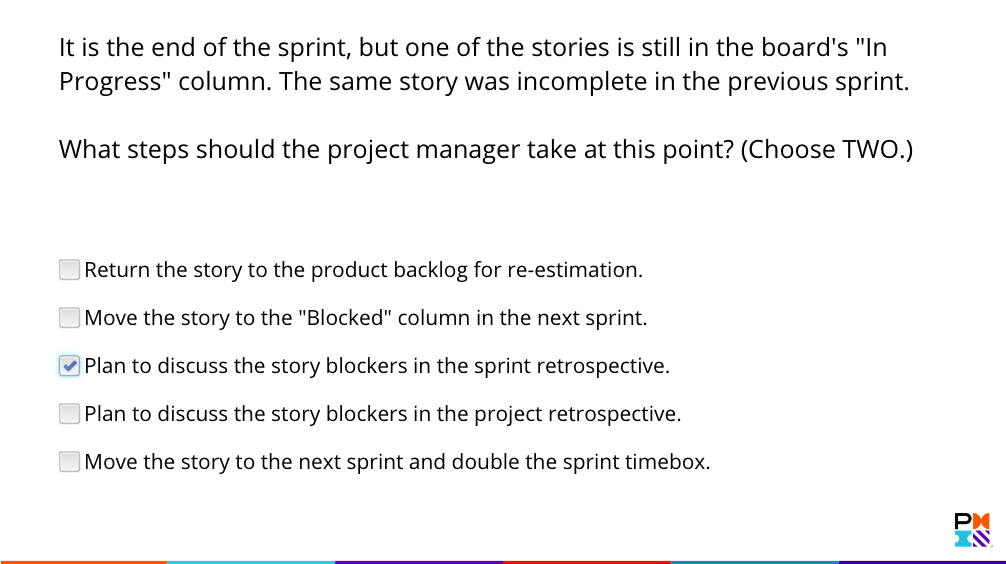 It is the end of the sprint, but one of the stories is still in the board's "In
Progress" column. The same story was incomplete in the previous sprint.
What steps should the project manager take at this point? (Choose TWO.)
Return the story to the product backlog for re-estimation.
Move the story to the "Blocked" column in the next sprint.
Plan to discuss the story blockers in the sprint retrospective.
Plan to discuss the story blockers in the project retrospective.
Move the story to the next sprint and double the sprint timebox.